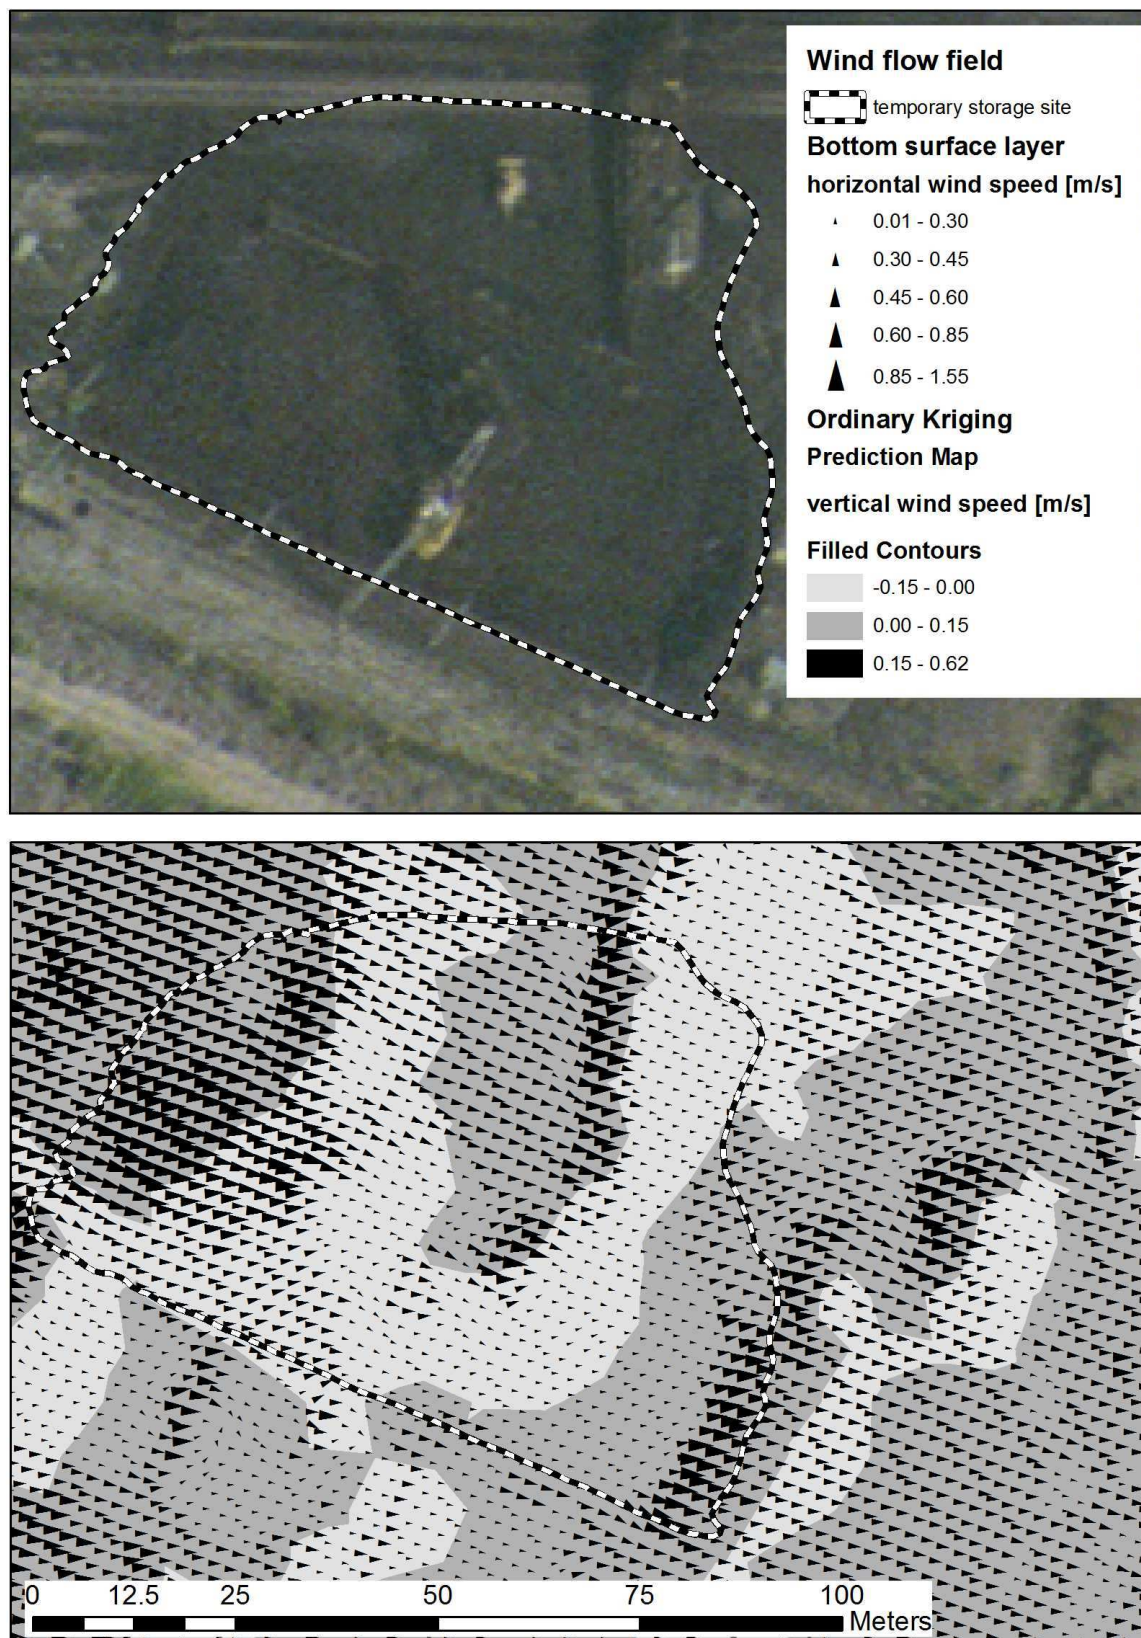 Wind flow field
temporary storage site
Bottom surface layer
horizontal wind speed [m/s]
0.01 - 0.30
0.30 - 0.45
0.45 - 0.60
0.60 - 0.85
0.85 - 1.55
Ordinary Kriging
Prediction Map
vertical wind speed [m/s]
Filled Contours
-0.15 - 0.00
0.00 - 0.15
0.15 - 0.62
0 12.5 25 50 75 100
Meters